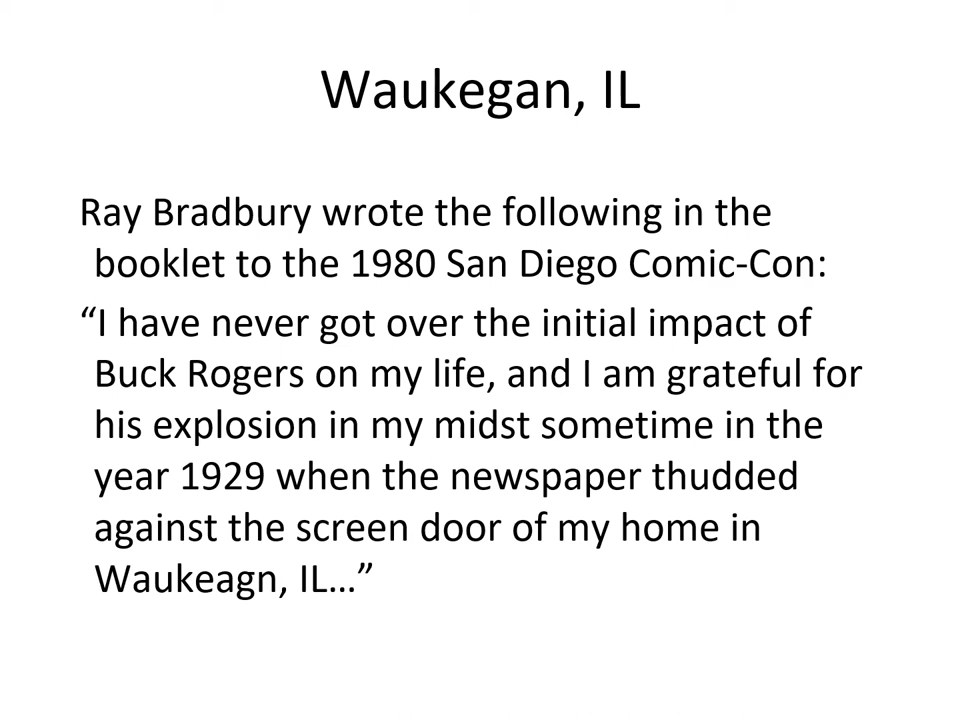 Waukegan, IL
Ray Bradbury wrote the following in the
booklet to the 1980 San Diego Comic-Con:
“I have never got over the initial impact of
Buck Rogers on my life, and I am grateful for
his explosion in my midst sometime in the
year 1929 when the newspaper thudded
against the screen door of my home in
Waukeagn, IL…”